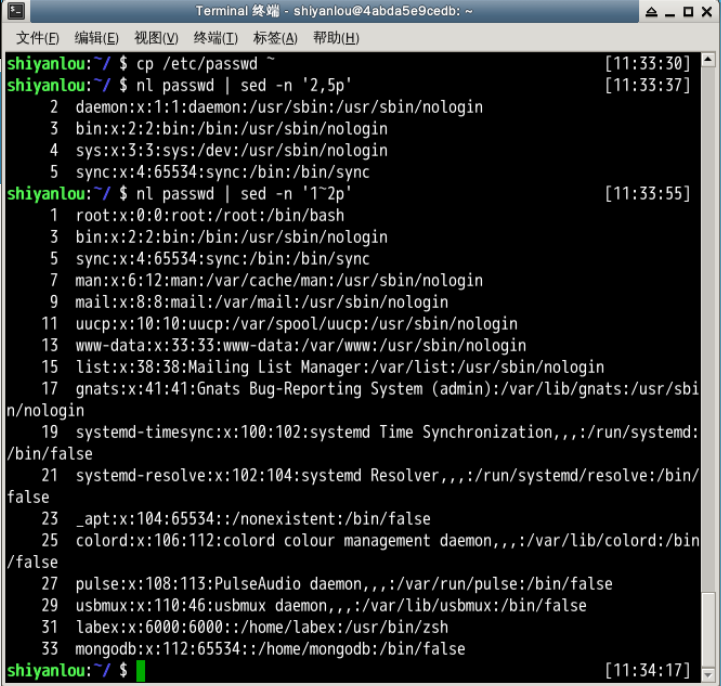 Terminal 终端 - shiyanlou@4abda5e9cedb: ~
文件(F) 编辑(E) 视图(V) 终端(T) 标签(A) 帮助(H)
shiyanlou:~/ $ cp /etc/passwd ~ [11:33:30]
shiyanlou:~/ $ nl passwd | sed -n '2,5p' [11:33:37]
2 daemon:x:1:1:daemon:/usr/sbin:/usr/sbin/nologin
3 bin:x:2:2:bin:/bin:/usr/sbin/nologin
4 sys:x:3:3:sys:/dev:/usr/sbin/nologin
5 sync:x:4:65534:sync:/bin:/bin/sync
shiyanlou:~/ $ nl passwd | sed -n '1~2p' [11:33:55]
1 root:x:0:0:root:/root:/bin/bash
3 bin:x:2:2:bin:/bin:/usr/sbin/nologin
5 sync:x:4:65534:sync:/bin:/bin/sync
7 man:x:6:12:man:/var/cache/man:/usr/sbin/nologin
9 mail:x:8:8:mail:/var/mail:/usr/sbin/nologin
11 uucp:x:10:10:uucp:/var/spool/uucp:/usr/sbin/nologin
13 www-data:x:33:33:www-data:/var/www:/usr/sbin/nologin
15 list:x:38:38:Mailing List Manager:/var/list:/usr/sbin/nologin
17 gnats:x:41:41:Gnats Bug-Reporting System (admin):/var/lib/gnats:/usr/sbi
n/nologin
19 systemd-timesync:x:100:102:systemd Time Synchronization,,,:/run/systemd:
/bin/false
21 systemd-resolve:x:102:104:systemd Resolver,,,:/run/systemd/resolve:/bin/
false
23 _apt:x:104:65534::/nonexistent:/bin/false
25 colord:x:106:112:colord colour management daemon,,,:/var/lib/colord:/bin
/false
27 pulse:x:108:113:PulseAudio daemon,,,:/var/run/pulse:/bin/false
29 usbmux:x:110:46:usbmux daemon,,,:/var/lib/usbmux:/bin/false
31 labex:x:6000:6000::/home/labex:/usr/bin/zsh
33 mongodb:x:112:65534::/home/mongodb:/bin/false
shiyanlou:~/ $ [11:34:17]